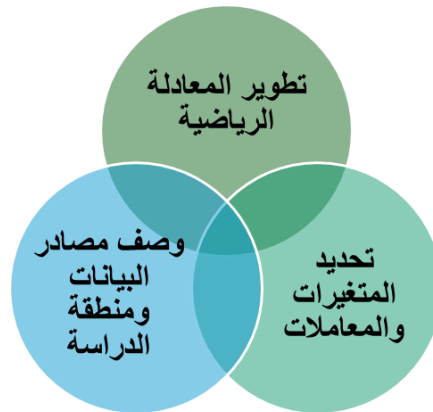 تطوير المعادلة
الرياضية
تحديد
المتغيرات
والمعاملات
وصف مصادر
البيانات
ومنطقة
الدراسة